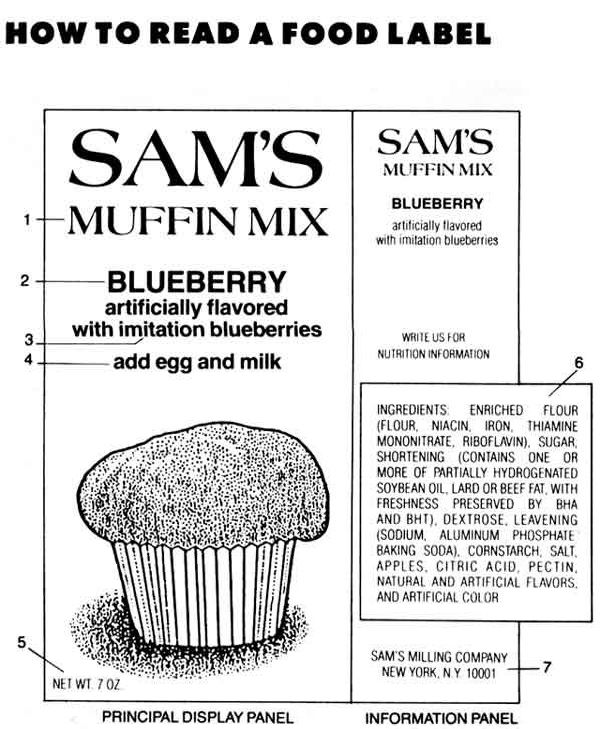 HOW TO READ A FOOD LABEL
SAM'S
1
MUFFIN MIX
2
BLUEBERRY
artificially flavored
3
with imitation blueberries
4
add egg and milk
5
NET WT. 7 OZ.
PRINCIPAL DISPLAY PANEL
SAM'S
MUFFIN MIX
BLUEBERRY
artificially flavored
with imitation blueberries
WRITE US FOR
NUTRITION INFORMATION
6
INGREDIENTS: ENRICHED FLOUR
(FLOUR, NIACIN, IRON, THIAMINE
MONONITRATE, RIBOFLAVIN), SUGAR,
SHORTENING (CONTAINS ONE OR
MORE OF PARTIALLY HYDROGENATED
SOYBEAN OIL, LARD OR BEEF FAT, WITH
FRESHNESS PRESERVED BY BHA
AND BHT), DEXTROSE, LEAVENING
(SODIUM, ALUMINUM PHOSPHATE
BAKING SODA), CORNSTARCH, SALT,
APPLES, CITRIC ACID, PECTIN,
NATURAL AND ARTIFICIAL FLAVORS,
AND ARTIFICIAL COLOR
SAM'S MILLING COMPANY
NEW YORK, N.Y. 10001
7
INFORMATION PANEL